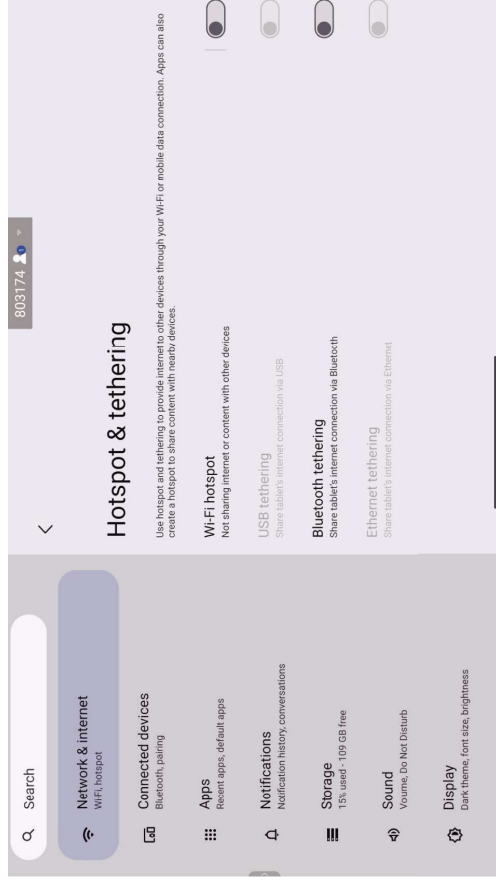 803174 1
Search
Network & internet
WiFi, hotspot
Connected devices
Bluetooth, pairing
Apps
Recent apps, default apps
Notifications
Notification history, conversations
Storage
15% used - 109 GB free
Sound
Voume, Do Not Disturb
Display
Dark theme, font size, brightness
Hotspot & tethering
Use hotspot and tethering to provide internet to other devices through your Wi-Fi or mobile data connection. Apps can also
create a hotspot to share content with nearby devices.
Wi-Fi hotspot
Not sharing internet or content with other devices
USB tethering
Share tablet's internet connection via USB
Bluetooth tethering
Share tablet's internet connection via Bluetooth
Ethernet tethering
Share tablet's internet connection via Ethernet